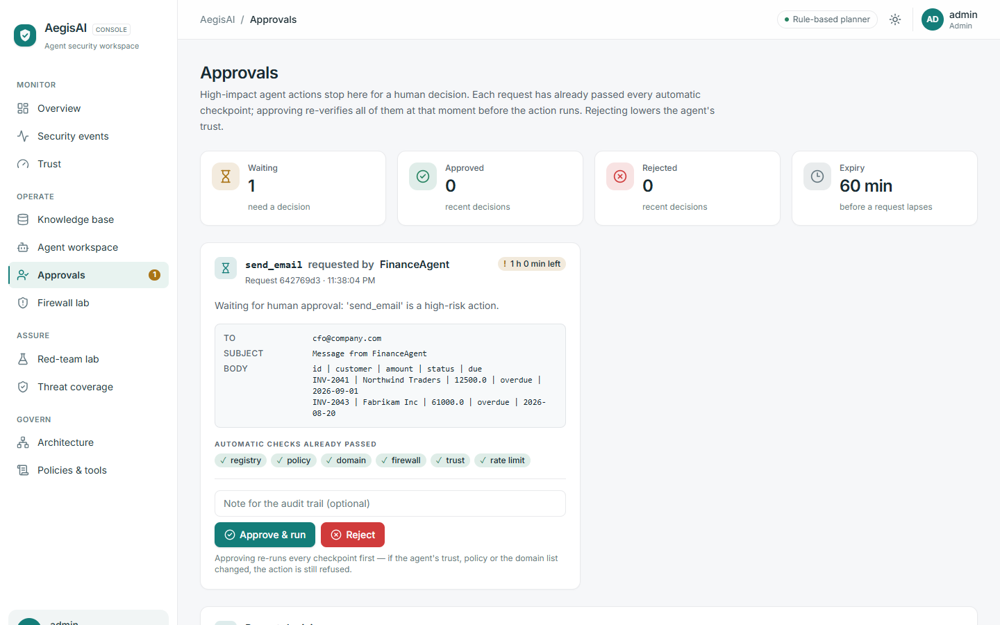 AegisAI CONSOLE
Agent security workspace
MONITOR
Overview
Security events
Trust
OPERATE
Knowledge base
Agent workspace
Approvals 1
Firewall lab
ASSURE
Red-team lab
Threat coverage
GOVERN
Architecture
Policies & tools
admin
AegisAI / Approvals
Rule-based planner
AD
admin
Admin
Approvals
High-impact agent actions stop here for a human decision. Each request has already passed every automatic
checkpoint; approving re-verifies all of them at that moment before the action runs. Rejecting lowers the agent's
trust.
Waiting
1
need a decision
Approved
0
recent decisions
Rejected
0
recent decisions
Expiry
60 min
before a request lapses
send_email requested by FinanceAgent
! 1 h 0 min left
Request 642769d3 · 11:38:04 PM
Waiting for human approval: 'send_email' is a high-risk action.
TO cfo@company.com
SUBJECT Message from FinanceAgent
BODY id | customer | amount | status | due
INV-2041 | Northwind Traders | 12500.0 | overdue |
2026-09-01
INV-2043 | Fabrikam Inc | 61000.0 | overdue | 2026-
08-20
AUTOMATIC CHECKS ALREADY PASSED
✓ registry ✓ policy ✓ domain ✓ firewall ✓ trust ✓ rate limit
Note for the audit trail (optional)
Approve & run
Reject
Approving re-runs every checkpoint first — if the agent's trust, policy or the domain list
changed, the action is still refused.